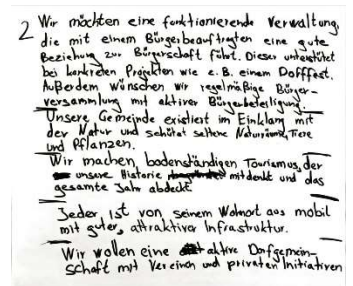 2 Wir möchten eine funktionierende Verwaltung,
die mit einem Bürgerbeauftragten eine gute
Beziehung zur Bürgerschaft führt. Dieser unterstützt
bei konkreten Projekten wie z.B. einem Dorffest.
Außerdem wünschen wir regelmäßige Bürger-
versammlung mit aktiver Bürgerbeteiligung.
Unsere Gemeinde existiert im Einklang mit
der Natur und schützt seltene Naturräume, Tiere
und Pflanzen.
Wir machen bodenständigen Tourismus, der
unsere Historie mitdenkt und das
gesamte Jahr abdeckt.
Jeder ist von seinem Wohnort aus mobil
mit guter, attraktiver Infrastruktur.
Wir wollen eine aktive Dorfgemein-
schaft mit Vereinen und privaten Initiativen